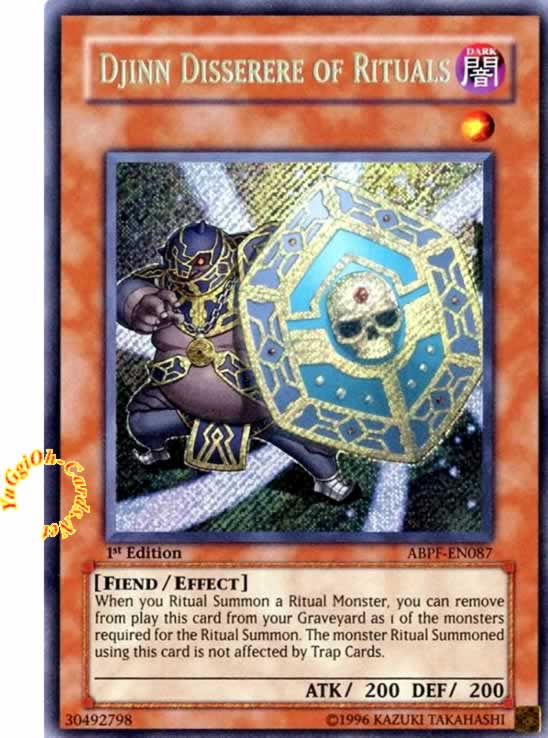 DJINN DISSERERE OF RITUALS
DARK
闇
YuGgiOh-Cards.Net
1st Edition
ABPF-EN087
[FIEND / EFFECT]
When you Ritual Summon a Ritual Monster, you can remove
from play this card from your Graveyard as 1 of the monsters
required for the Ritual Summon. The monster Ritual Summoned
using this card is not affected by Trap Cards.
ATK/ 200 DEF/ 200
30492798
©1996 KAZUKI TAKAHASHI